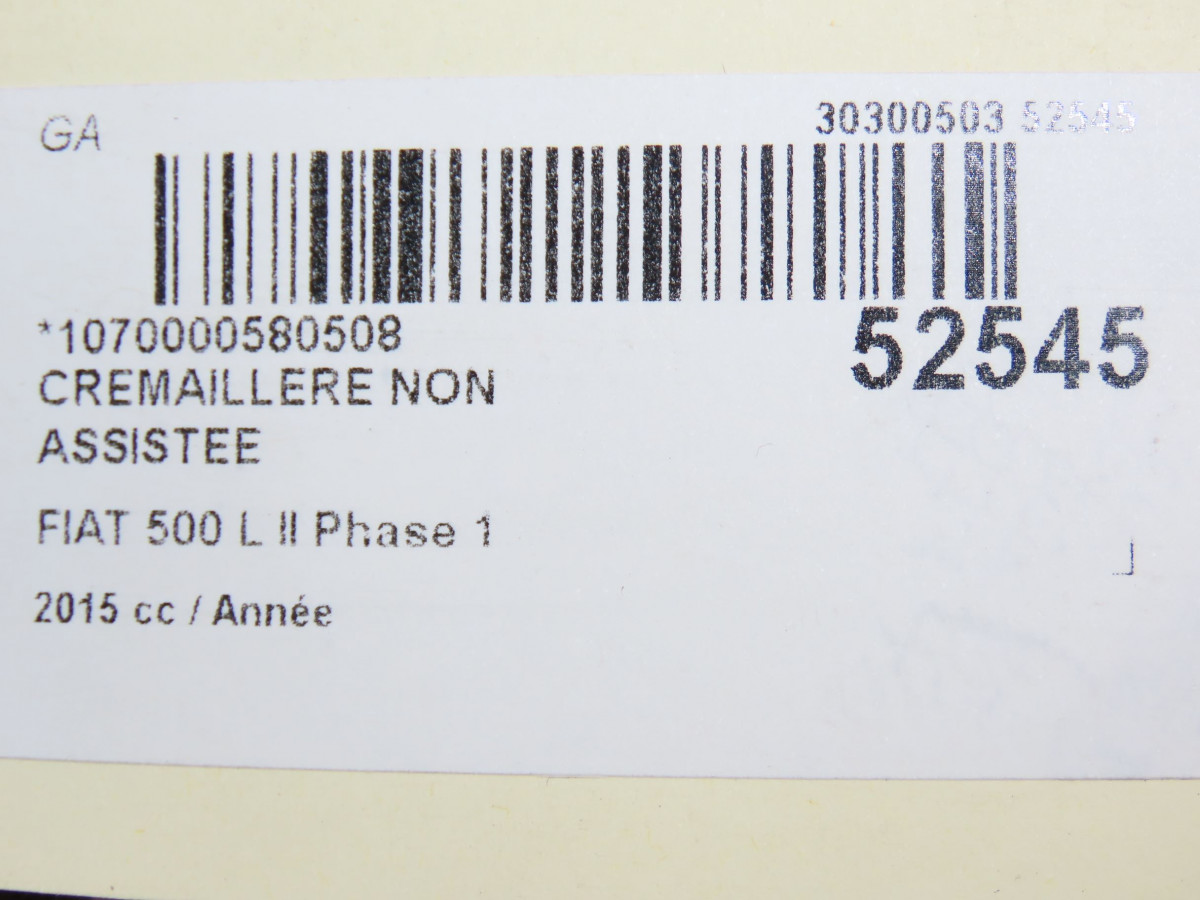 GA
30300503 52545
*1070000580508
52545
CREMAILLERE NON
ASSISTEE
FIAT 500 L II Phase 1
2015 cc / Année